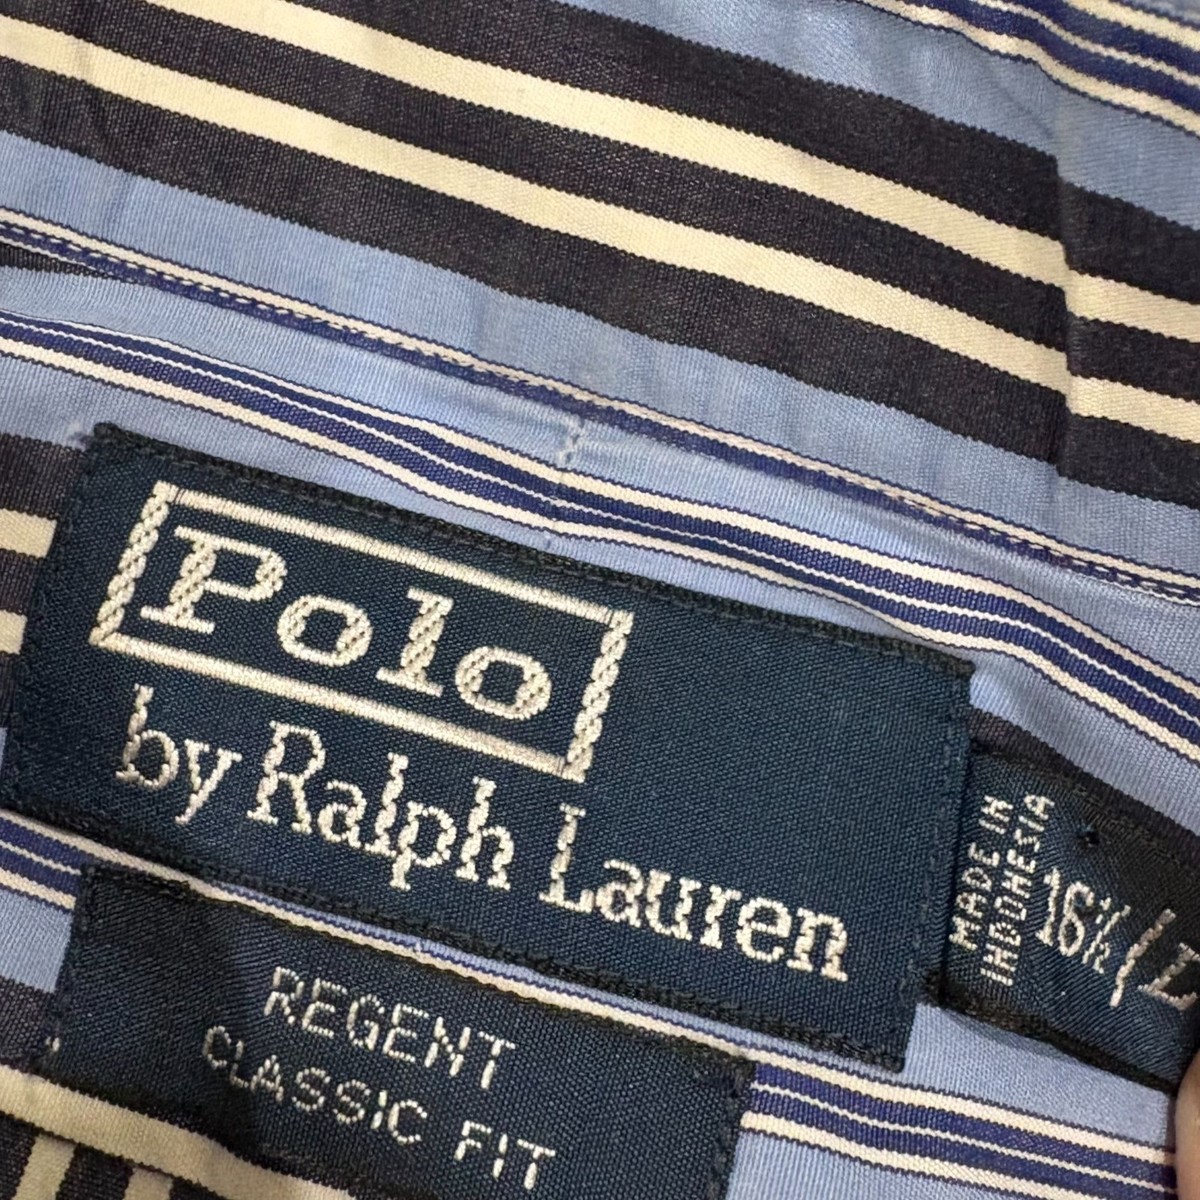 Polo
by Ralph Lauren
MADE IN
INDONESIA
16½/L
REGENT
CLASSIC FIT